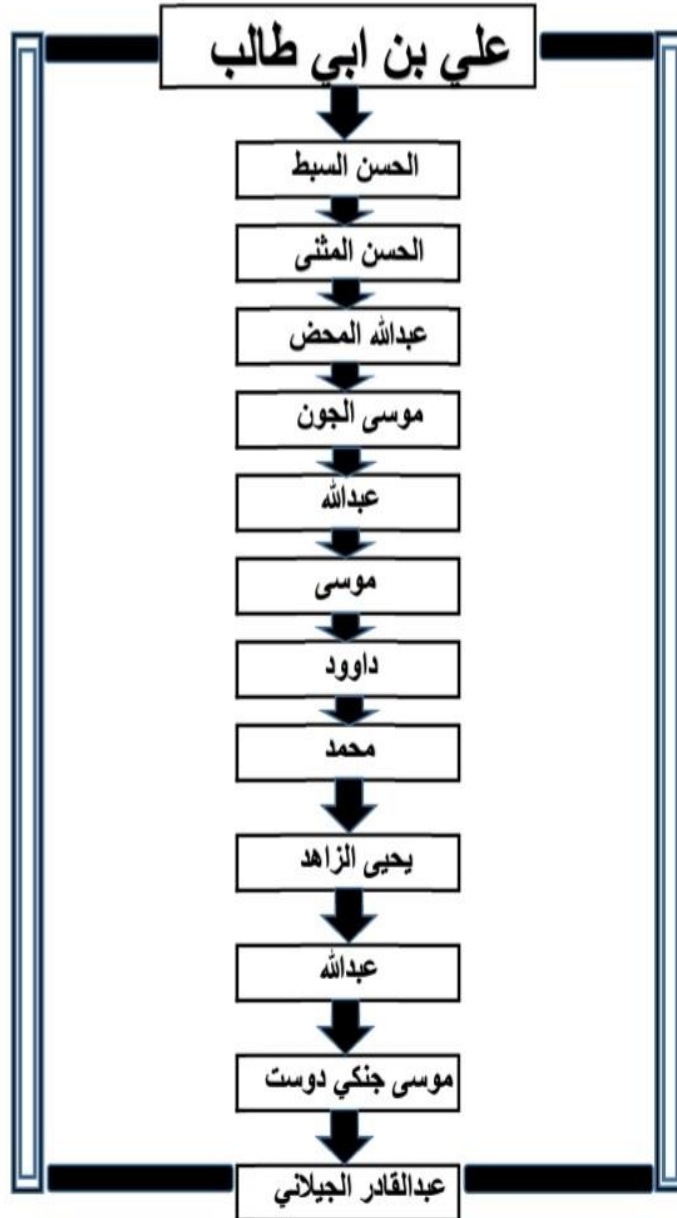 علي بن ابي طالب
الحسن السبط
الحسن المثنى
عبدالله المحض
موسى الجون
عبدالله
موسى
داوود
محمد
يحيى الزاهد
عبدالله
موسى جنكي دوست
عبدالقادر الجيلاني